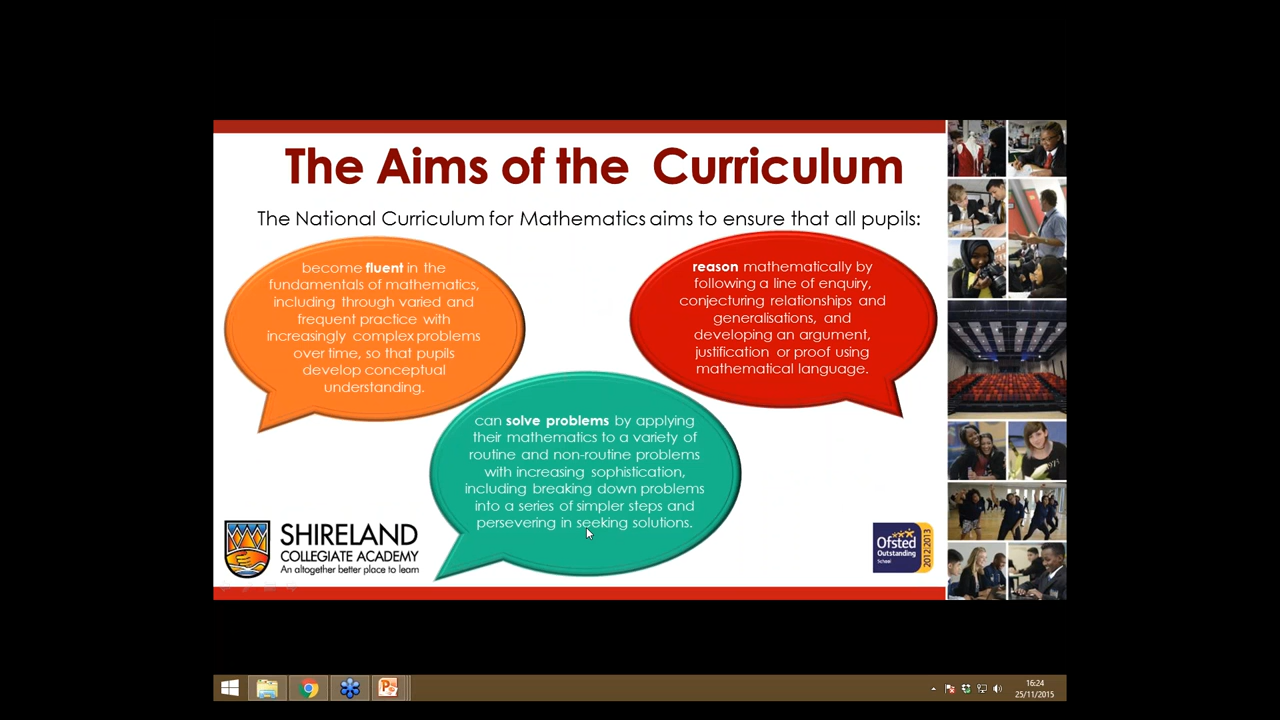 The Aims of the Curriculum
The National Curriculum for Mathematics aims to ensure that all pupils:
become fluent in the
fundamentals of mathematics,
including through varied and
frequent practice with
increasingly complex problems
over time, so that pupils
develop conceptual
understanding.
reason mathematically by
following a line of enquiry,
conjecturing relationships and
generalisations, and
developing an argument,
justification or proof using
mathematical language.
can solve problems by applying
their mathematics to a variety of
routine and non-routine problems
with increasing sophistication,
including breaking down problems
into a series of simpler steps and
persevering in seeking solutions.
SHIRELAND
COLLEGIATE ACADEMY
An altogether better place to learn
Ofsted
Outstanding
School
2012|2013
16:24
25/11/2015